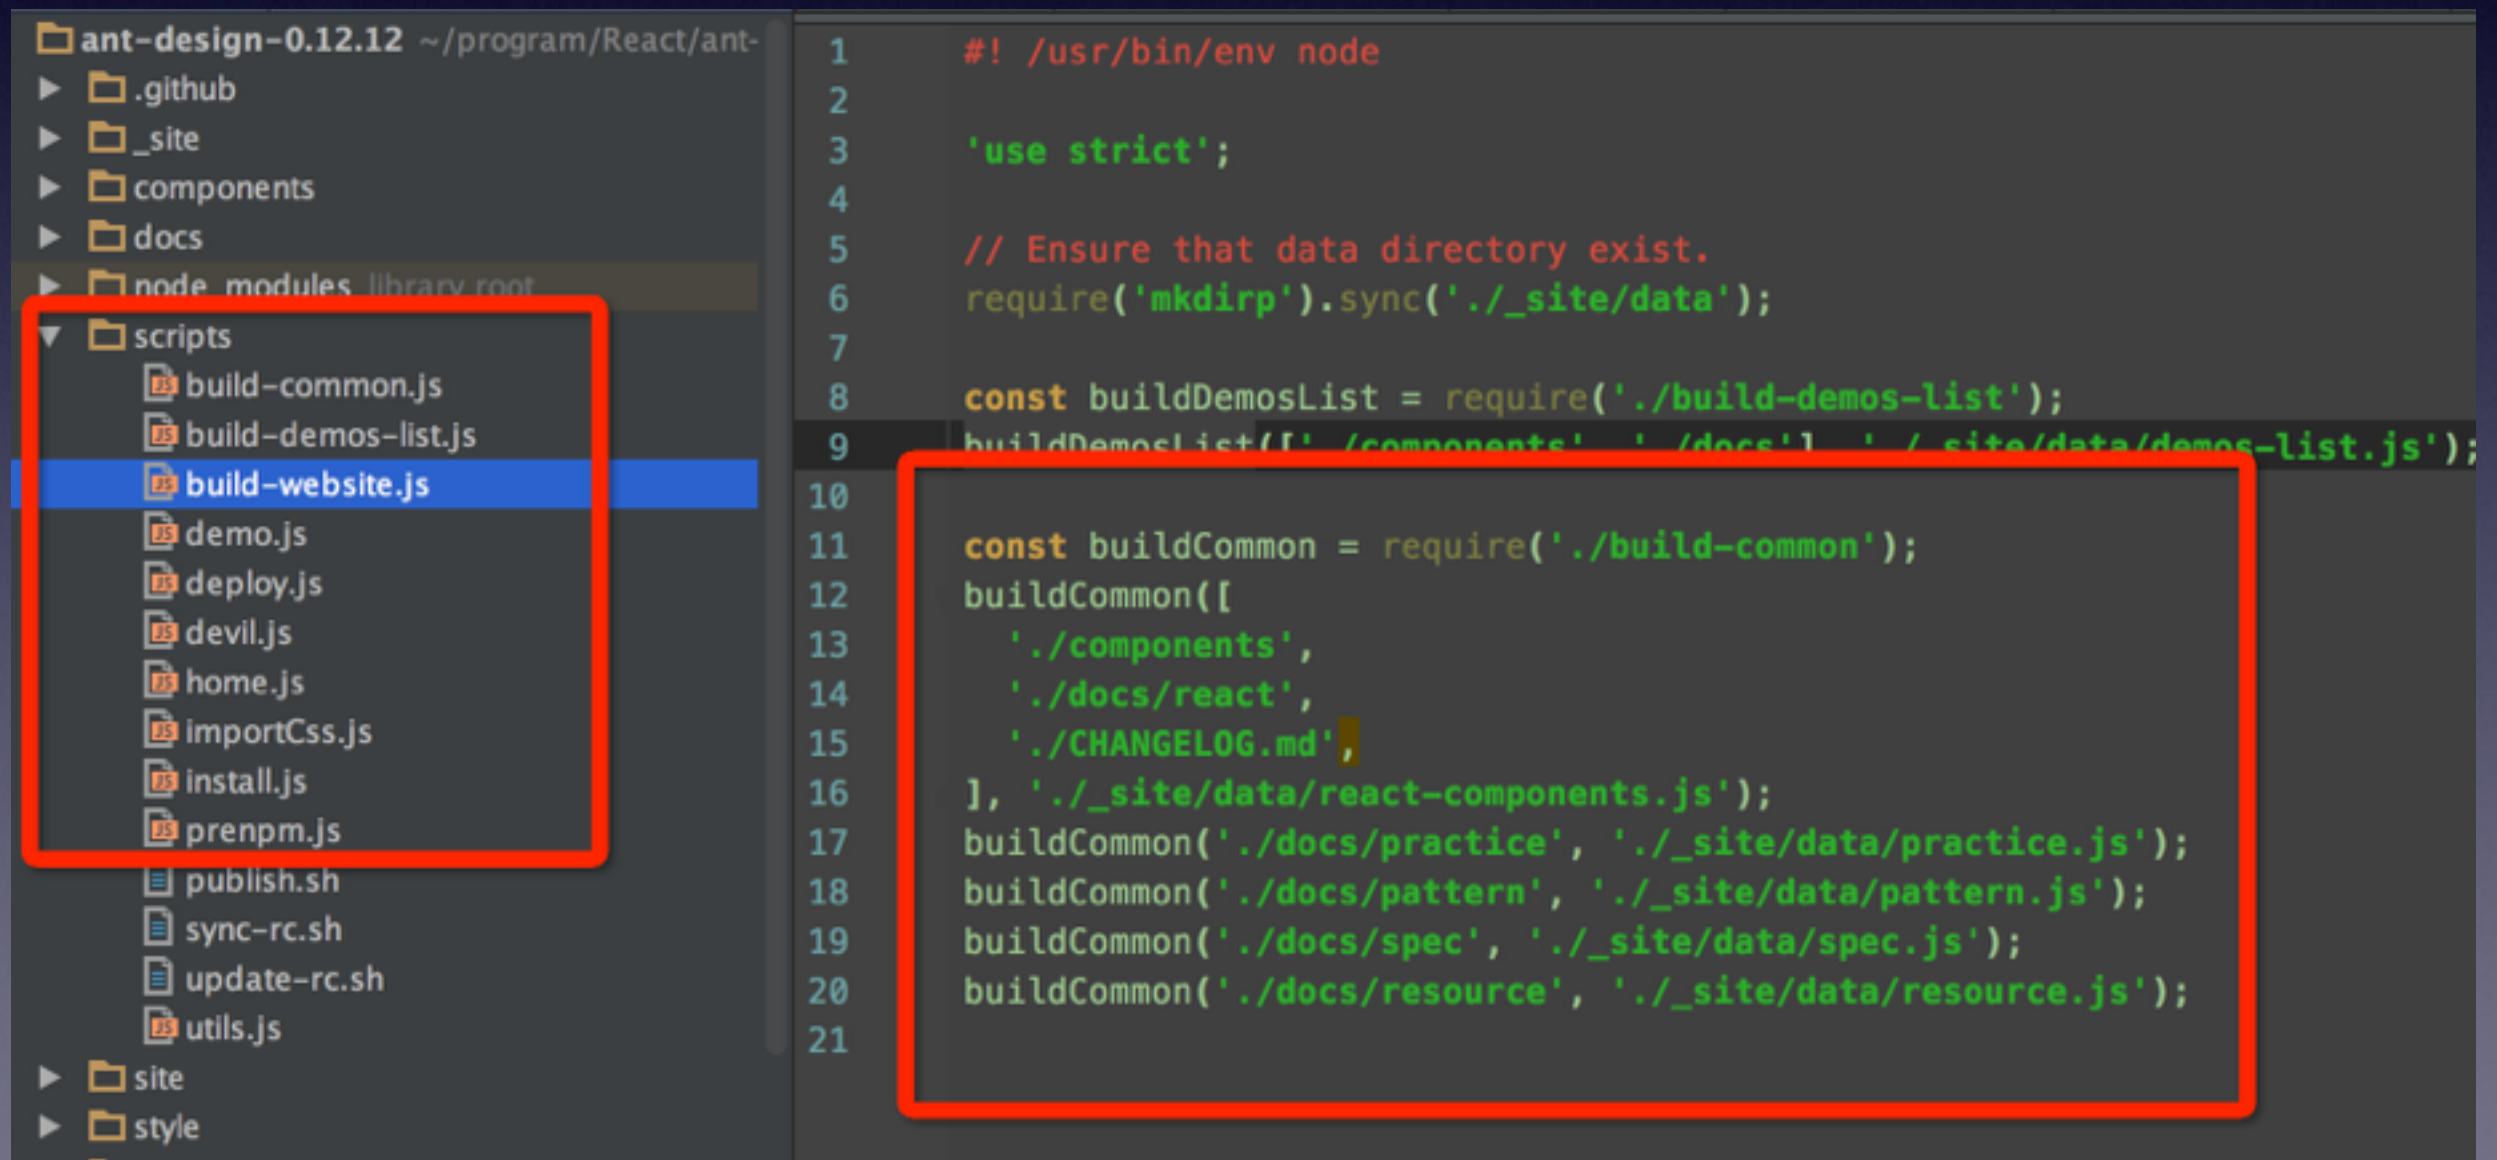 ant-design-0.12.12 ~/program/React/ant-
.github
_site
components
docs
node_modules library root
scripts
build-common.js
build-demos-list.js
build-website.js
demo.js
deploy.js
devil.js
home.js
importCss.js
install.js
prenpm.js
publish.sh
sync-rc.sh
update-rc.sh
utils.js
site
style
1 #! /usr/bin/env node
2
3 'use strict';
4
5 // Ensure that data directory exist.
6 require('mkdirp').sync('./_site/data');
7
8 const buildDemosList = require('./build-demos-list');
9 buildDemosList(['./components', './docs'], './_site/data/demos-list.js');
10
11 const buildCommon = require('./build-common');
12 buildCommon([
13 './components',
14 './docs/react',
15 './CHANGELOG.md',
16 ], './_site/data/react-components.js');
17 buildCommon('./docs/practice', './_site/data/practice.js');
18 buildCommon('./docs/pattern', './_site/data/pattern.js');
19 buildCommon('./docs/spec', './_site/data/spec.js');
20 buildCommon('./docs/resource', './_site/data/resource.js');
21